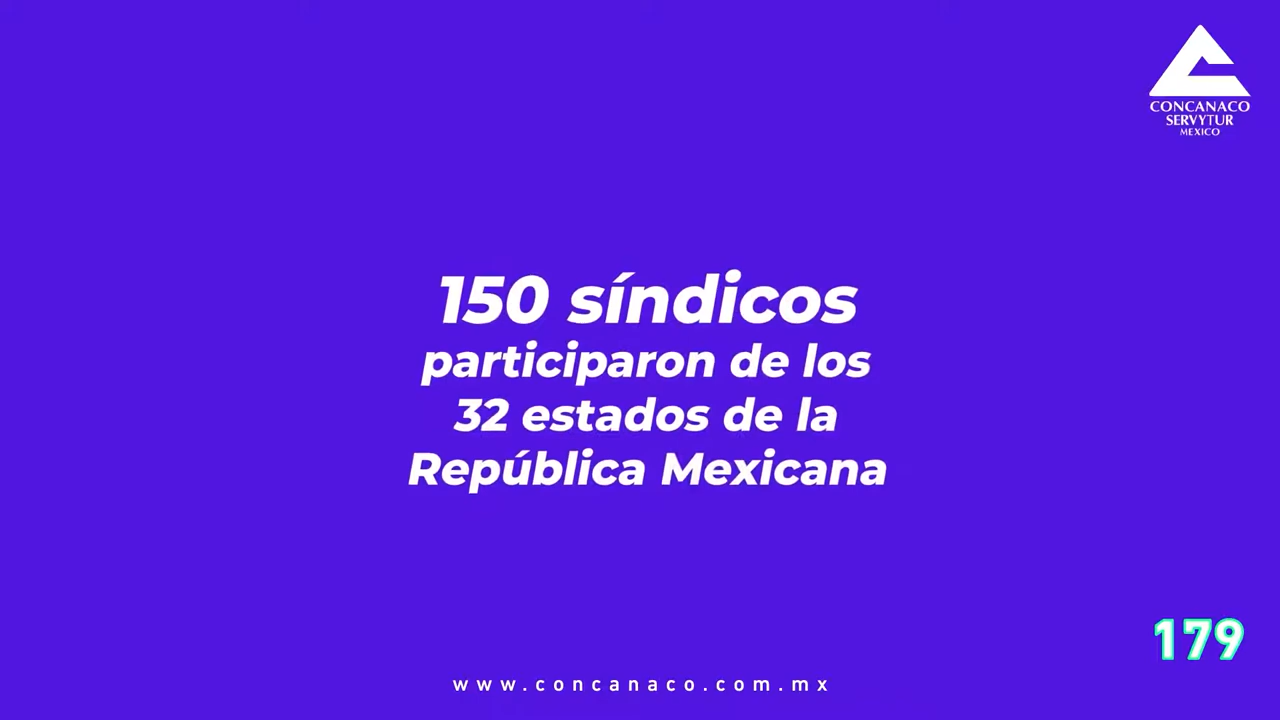 CONCANACO
SERVYTUR
MEXICO
150 síndicos
participaron de los
32 estados de la
República Mexicana
179
www.concanaco.com.mx